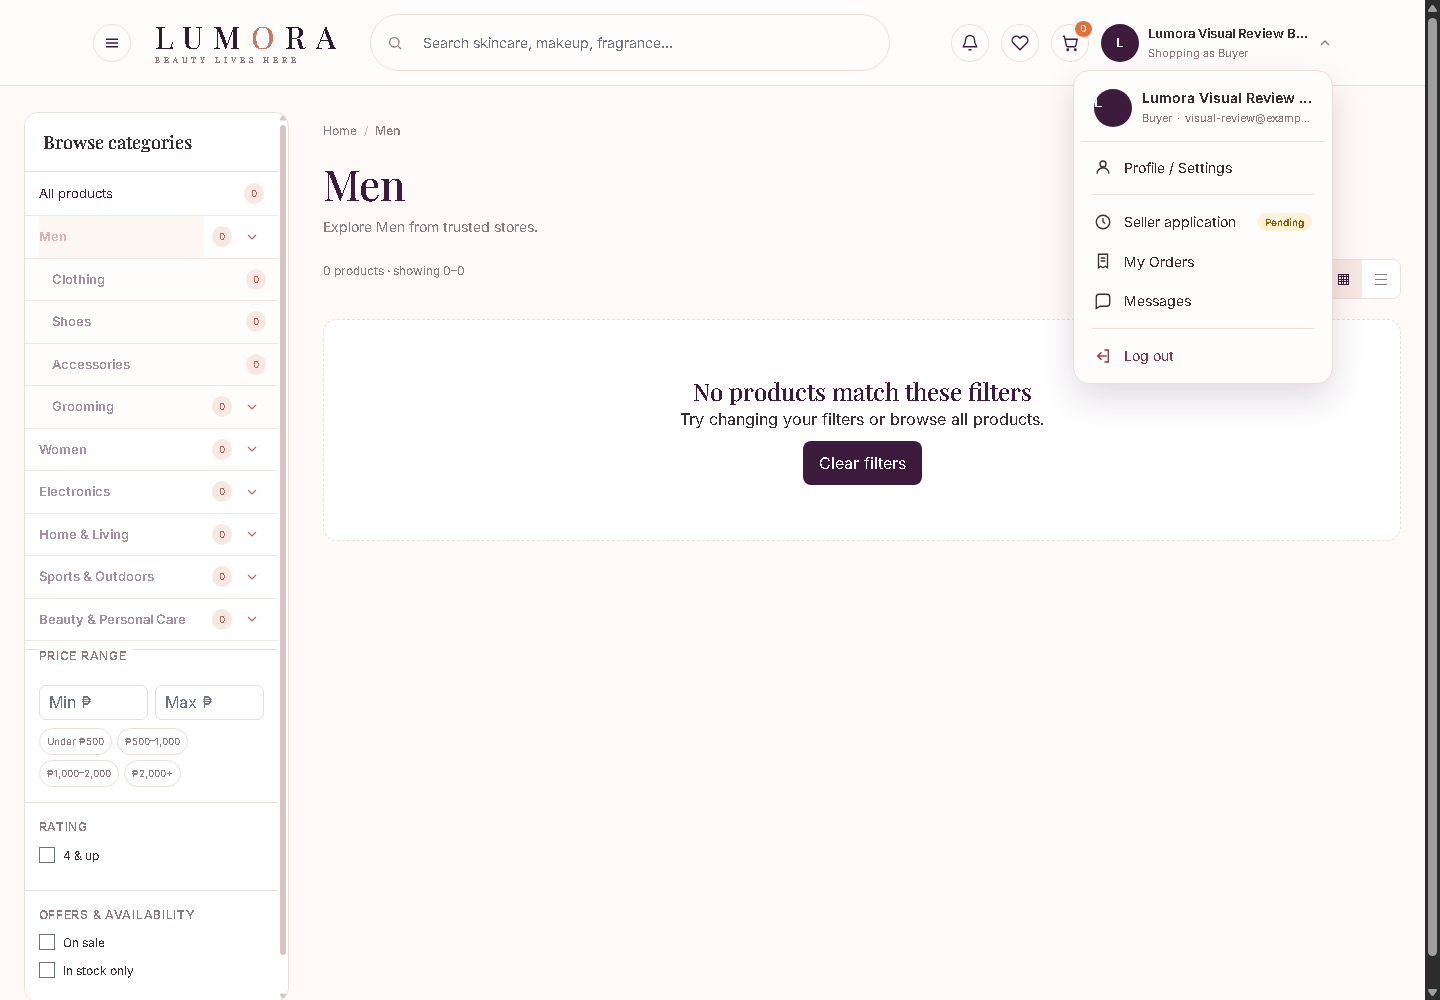 LUMORA
BEAUTY LIVES HERE
Search skincare, makeup, fragrance...
0
L
Lumora Visual Review B...
Shopping as Buyer
L
Lumora Visual Review ...
Buyer · visual-review@examp...
Profile / Settings
Seller application Pending
My Orders
Messages
Log out
Browse categories
All products 0
Men 0
Clothing 0
Shoes 0
Accessories 0
Grooming 0
Women 0
Electronics 0
Home & Living 0
Sports & Outdoors 0
Beauty & Personal Care 0
PRICE RANGE
Min ₱ Max ₱
Under ₱500 ₱500–1,000
₱1,000–2,000 ₱2,000+
RATING
4 & up
OFFERS & AVAILABILITY
On sale
In stock only
Home / Men
Men
Explore Men from trusted stores.
0 products · showing 0–0
No products match these filters
Try changing your filters or browse all products.
Clear filters